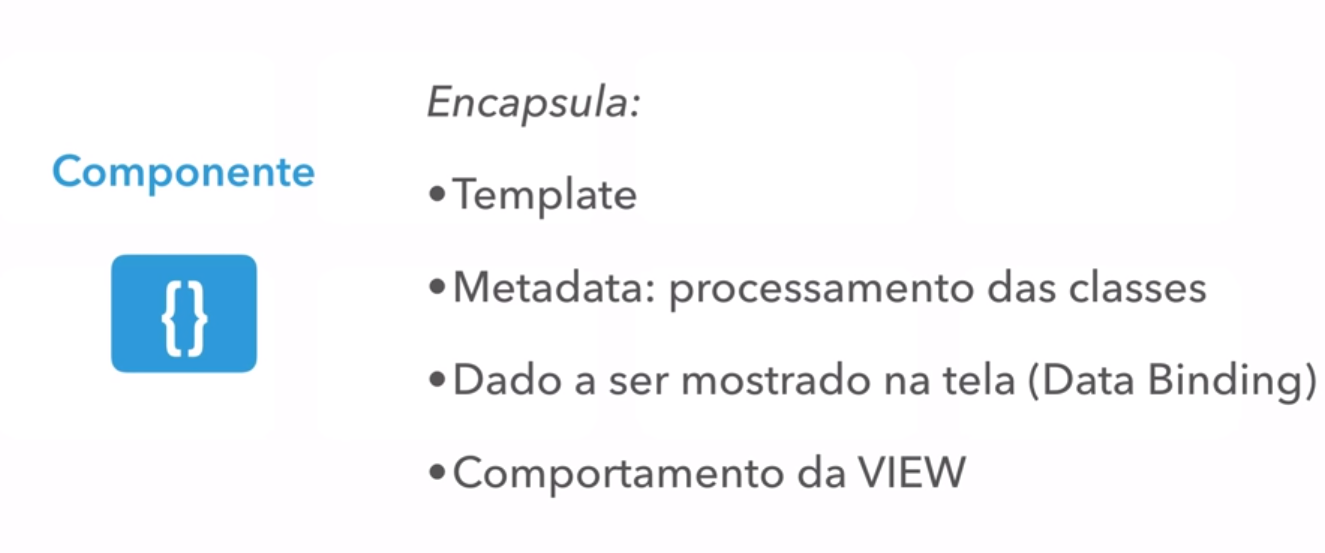 Componente
{}
Encapsula:
•Template
•Metadata: processamento das classes
•Dado a ser mostrado na tela (Data Binding)
•Comportamento da VIEW